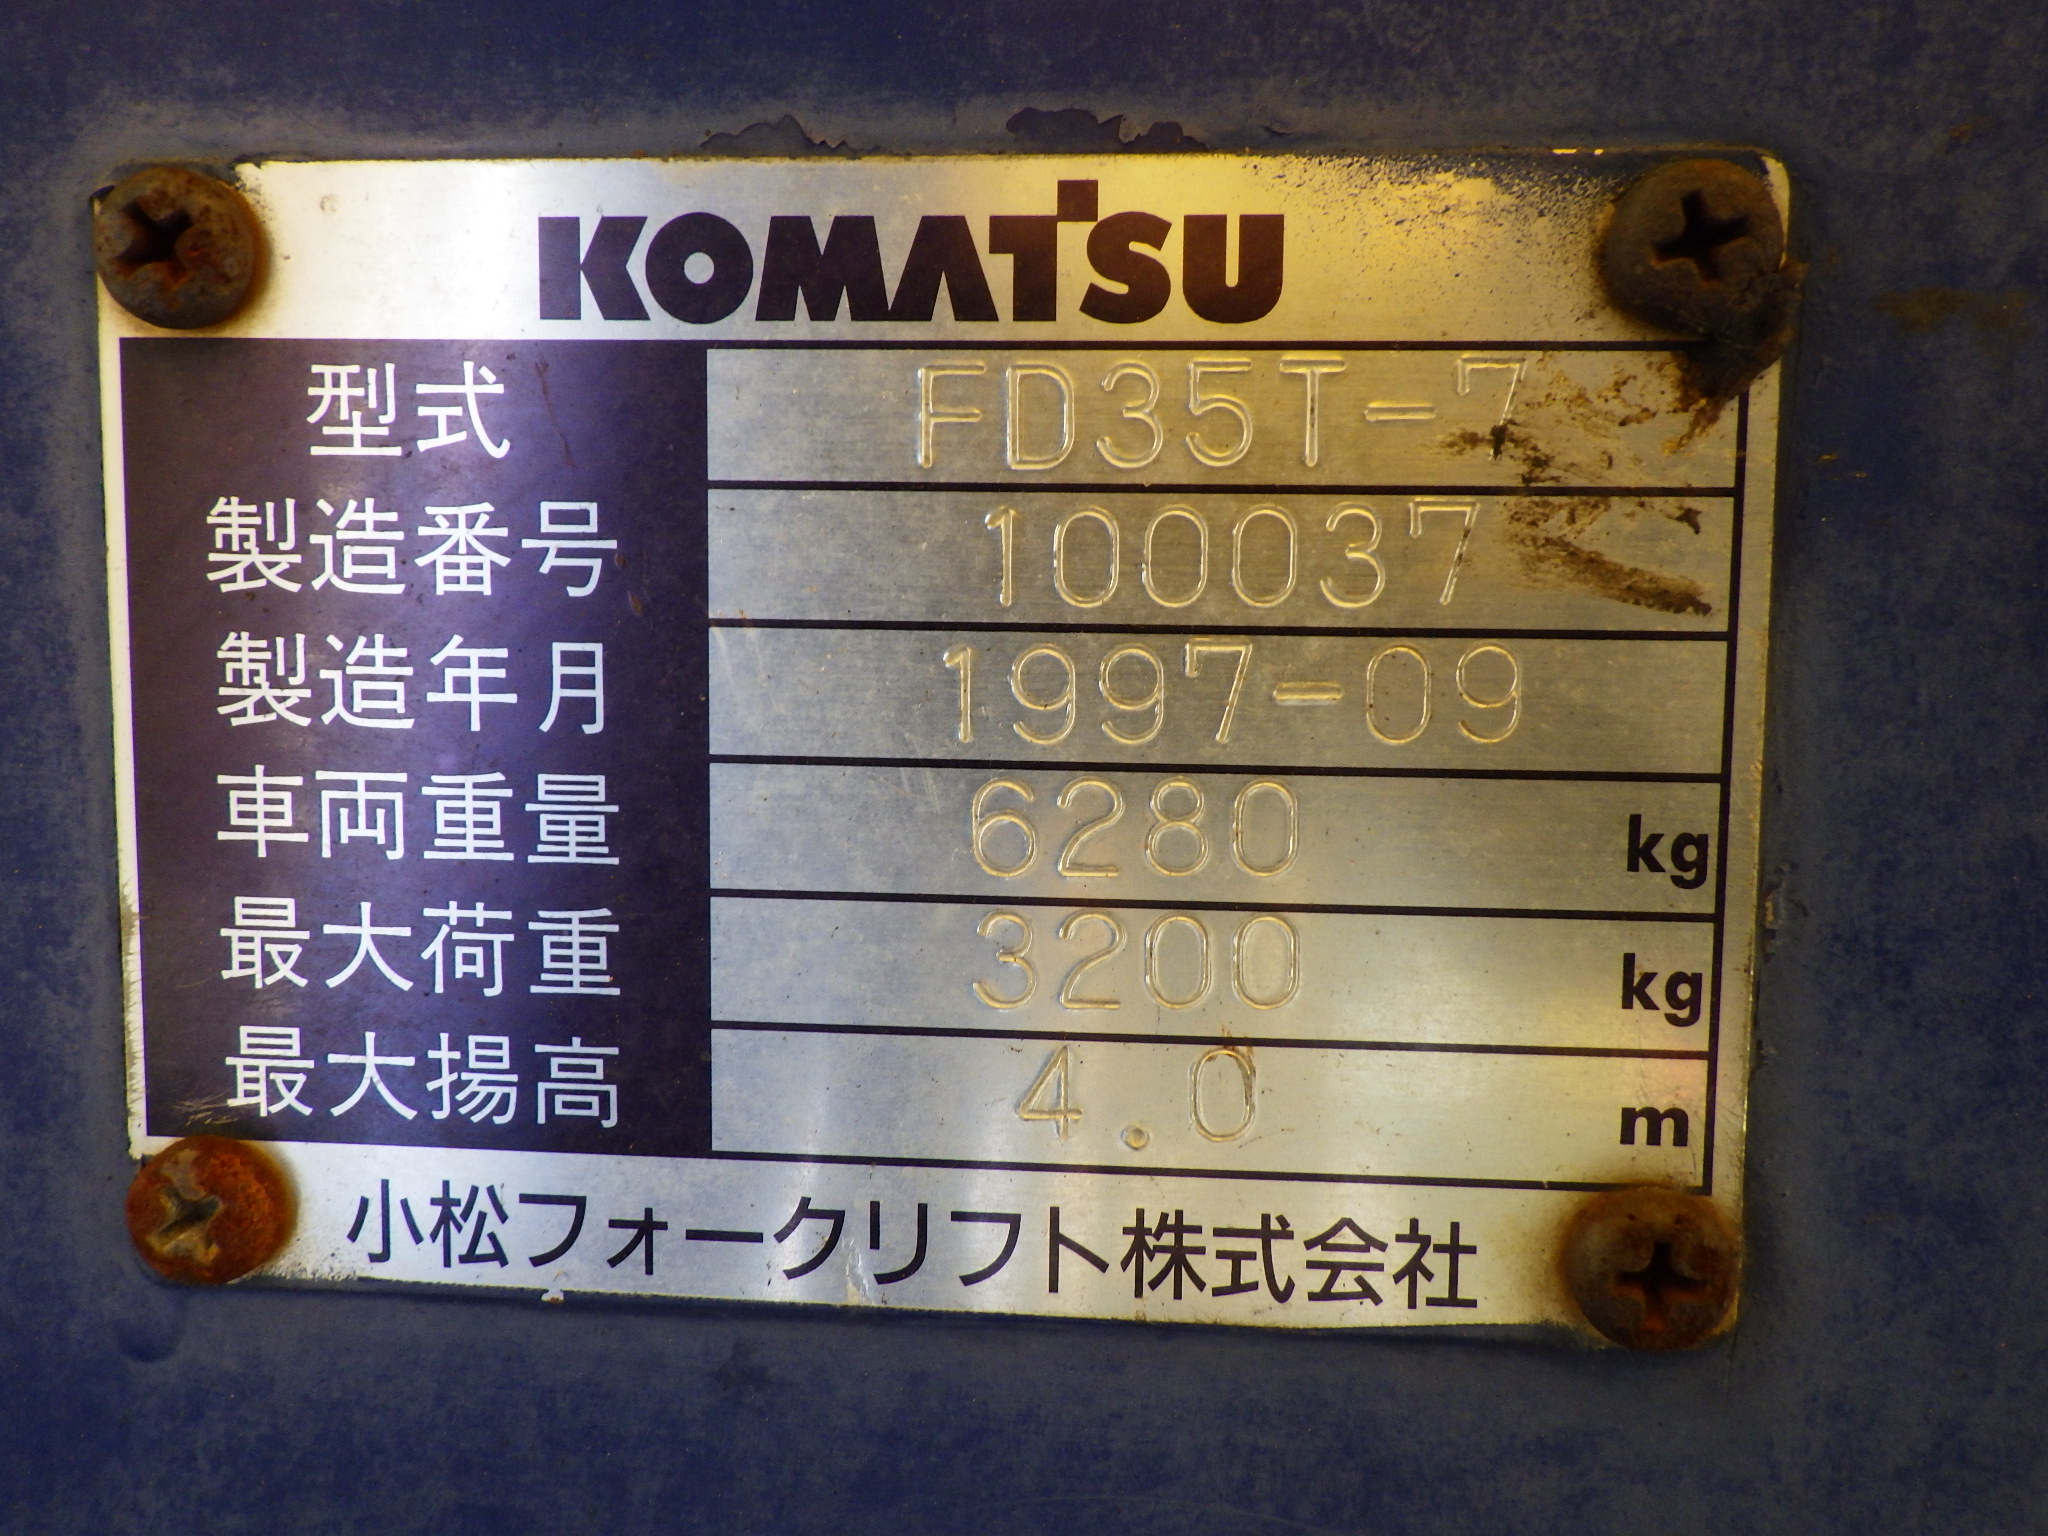 KOMATSU
型式 FD35T-7
製造番号 100037
製造年月 1997-09
車両重量 6280 kg
最大荷重 3200 kg
最大揚高 4.0 m
小松フォークリフト株式会社